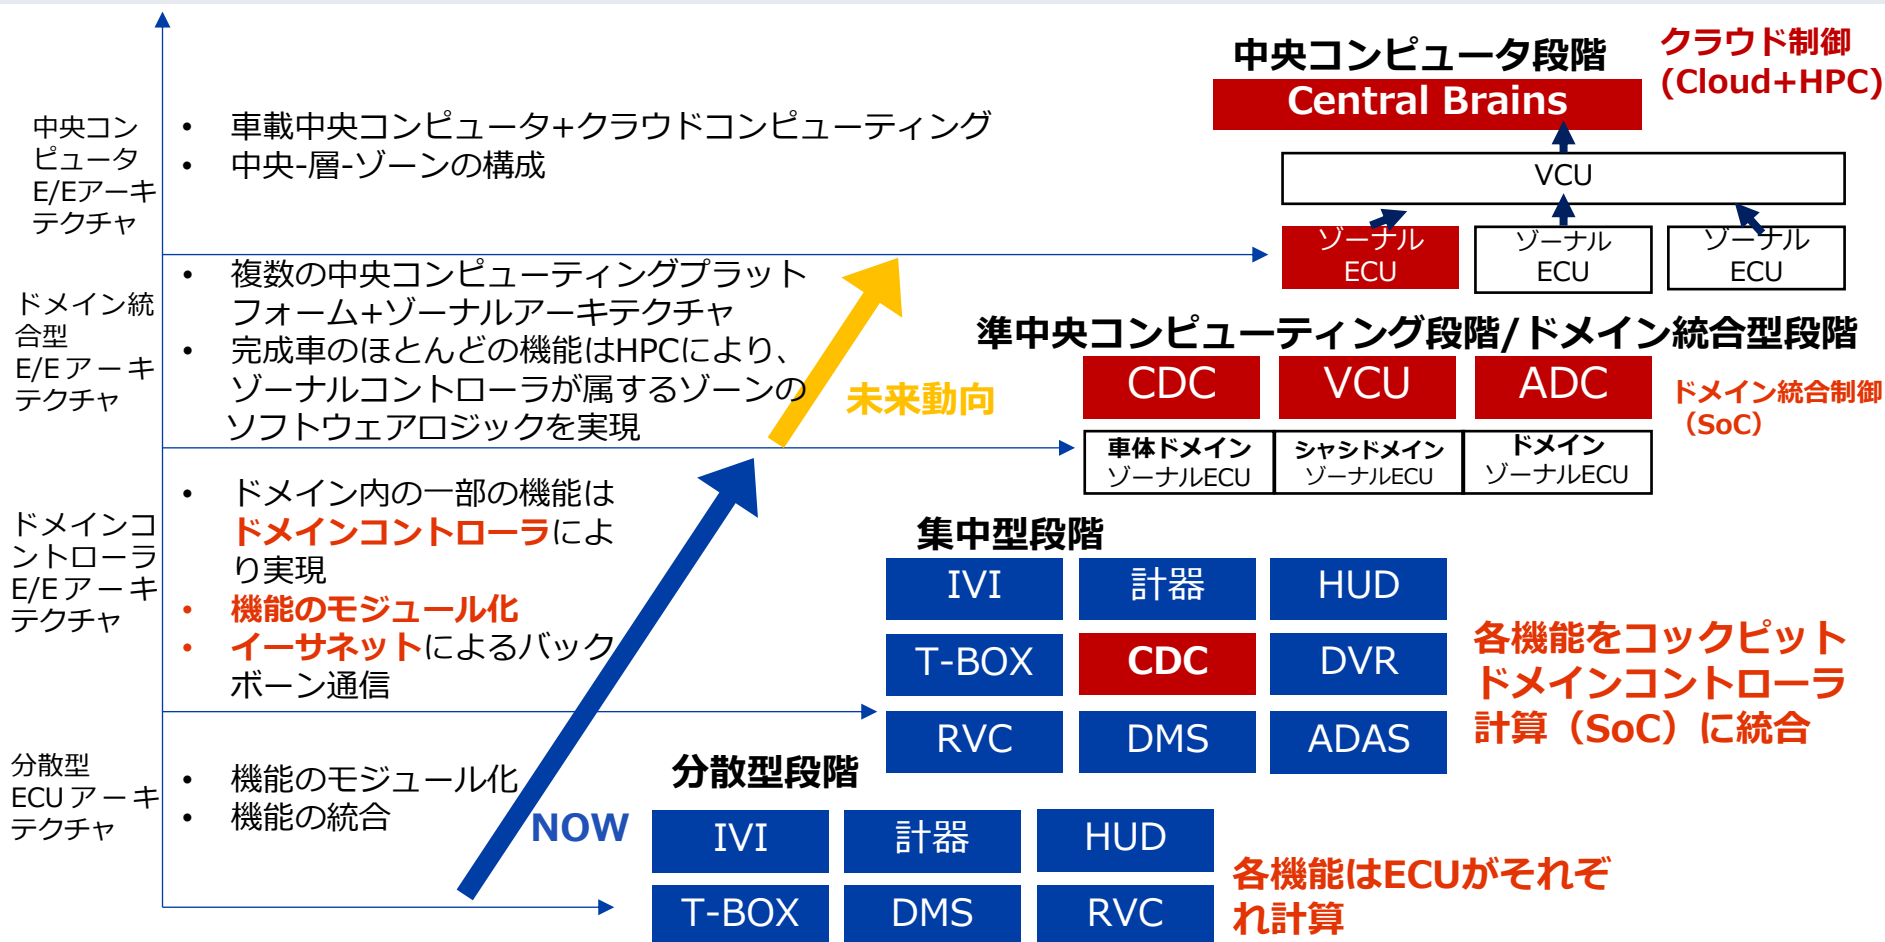 中央コンピュータ段階
クラウド制御
(Cloud+HPC)
Central Brains
中央コン
ピュータ
E/Eアーキ
テクチャ
• 車載中央コンピュータ+クラウドコンピューティング
• 中央-層-ゾーンの構成
VCU
ゾーナル
ECU
ゾーナル
ECU
ゾーナル
ECU
ドメイン統
合型
E/Eアーキ
テクチャ
• 複数の中央コンピューティングプラット
フォーム+ゾーナルアーキテクチャ
• 完成車のほとんどの機能はHPCにより、
ゾーナルコントローラが属するゾーンの
ソフトウェアロジックを実現
未来動向
準中央コンピューティング段階/ドメイン統合型段階
CDC
VCU
ADC
ドメイン統合制御
（SoC）
車体ドメイン
ゾーナルECU
シャシドメイン
ゾーナルECU
ドメイン
ゾーナルECU
ドメインコ
ントローラ
E/Eアーキ
テクチャ
• ドメイン内の一部の機能は
ドメインコントローラによ
り実現
• 機能のモジュール化
• イーサネットによるバック
ボーン通信
集中型段階
IVI
計器
HUD
T-BOX
CDC
DVR
RVC
DMS
ADAS
各機能をコックピット
ドメインコントローラ
計算（SoC）に統合
分散型
ECUアーキ
テクチャ
• 機能のモジュール化
• 機能の統合
NOW
分散型段階
IVI
計器
HUD
T-BOX
DMS
RVC
各機能はECUがそれぞ
れ計算